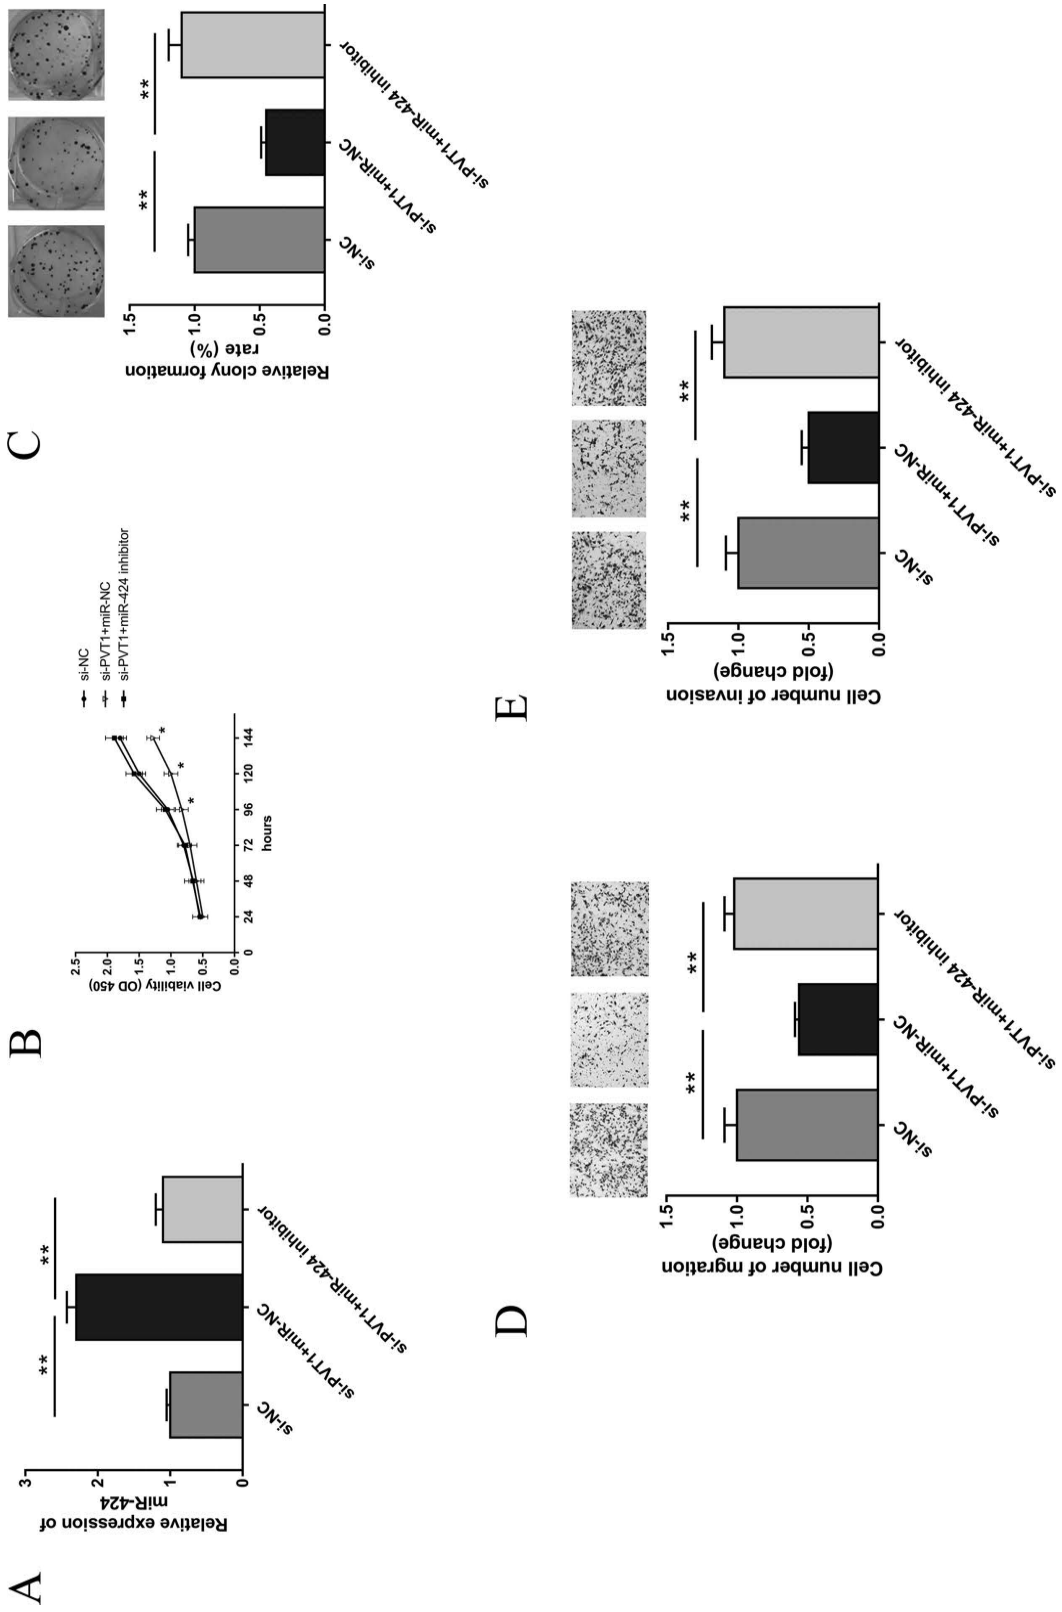 A
Relative expression of
miR-424
3
2
1
0
**
**
si-NC
si-PVT1+miR-NC
si-PVT1+miR-424 inhibitor
B
Cell viability (OD 450)
2.5
2.0
1.5
1.0
0.5
0.0
0
24
48
72
96
120
144
hours
*
*
*
si-NC
si-PVT1+miR-NC
si-PVT1+miR-424 inhibitor
C
Relative clony formation
rate (%)
1.5
1.0
0.5
0.0
**
**
si-NC
si-PVT1+miR-NC
si-PVT1+miR-424 inhibitor
D
Cell number of mgration
(fold change)
1.5
1.0
0.5
0.0
**
**
si-NC
si-PVT1+miR-NC
si-PVT1+miR-424 inhibitor
E
Cell number of invasion
(fold change)
1.5
1.0
0.5
0.0
**
**
si-NC
si-PVT1+miR-NC
si-PVT1+miR-424 inhibitor